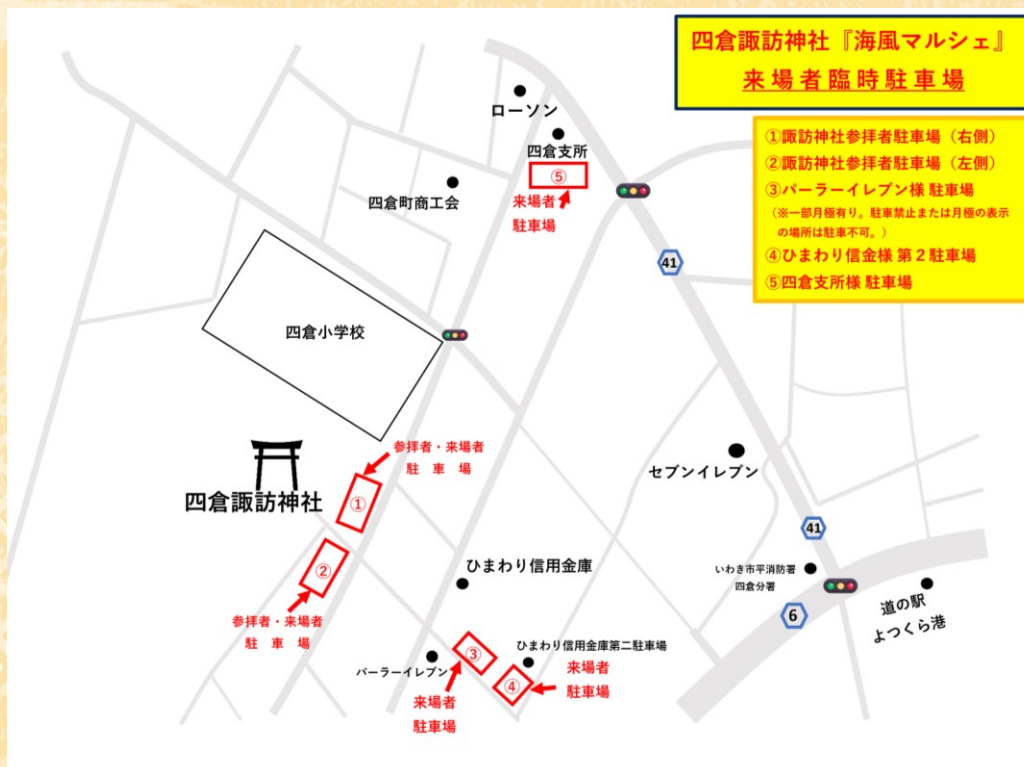 四倉諏訪神社『海風マルシェ』
来場者臨時駐車場
①諏訪神社参拝者駐車場（右側）
②諏訪神社参拝者駐車場（左側）
③パーラーイレブン様 駐車場
（※一部月極有り。駐車禁止または月極の表示
の場所は駐車不可。）
④ひまわり信金様 第２駐車場
⑤四倉支所様 駐車場
ローソン
四倉支所
⑤
来場者
駐車場
四倉町商工会
41
四倉小学校
参拝者・来場者
駐 車 場
四倉諏訪神社
①
②
参拝者・来場者
駐 車 場
セブンイレブン
41
いわき市平消防署
四倉分署
6
道の駅
よつくら港
ひまわり信用金庫
ひまわり信用金庫第二駐車場
③
④
来場者
駐車場
パーラーイレブン
来場者
駐車場